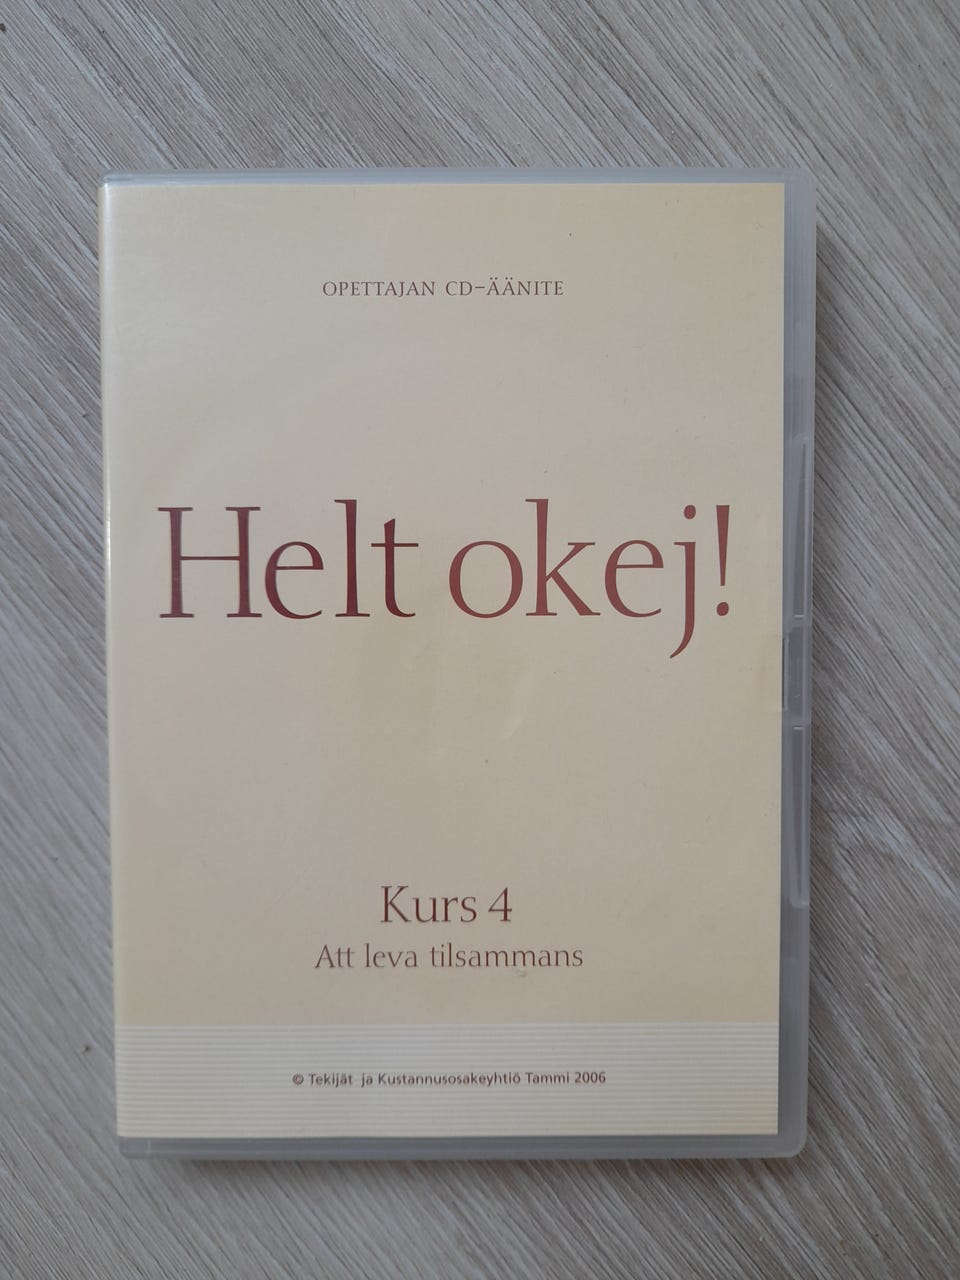 OPETTAJAN CD-ÄÄNITE
Helt okej!
Kurs 4
Att leva tilsammans
© Tekijät ja Kustannusosakeyhtiö Tammi 2006